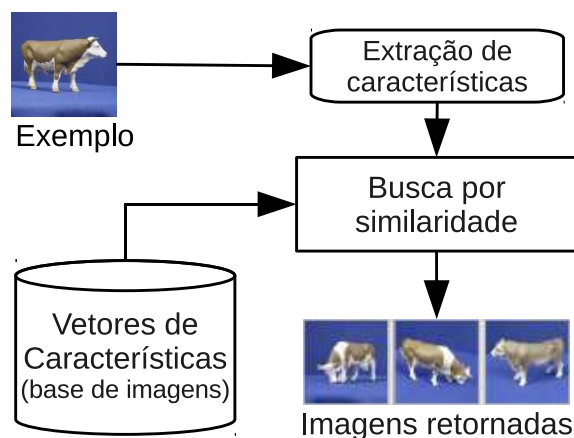 Exemplo
Extração de
características
Busca por
similaridade
Vetores de
Características
(base de imagens)
Imagens retornadas